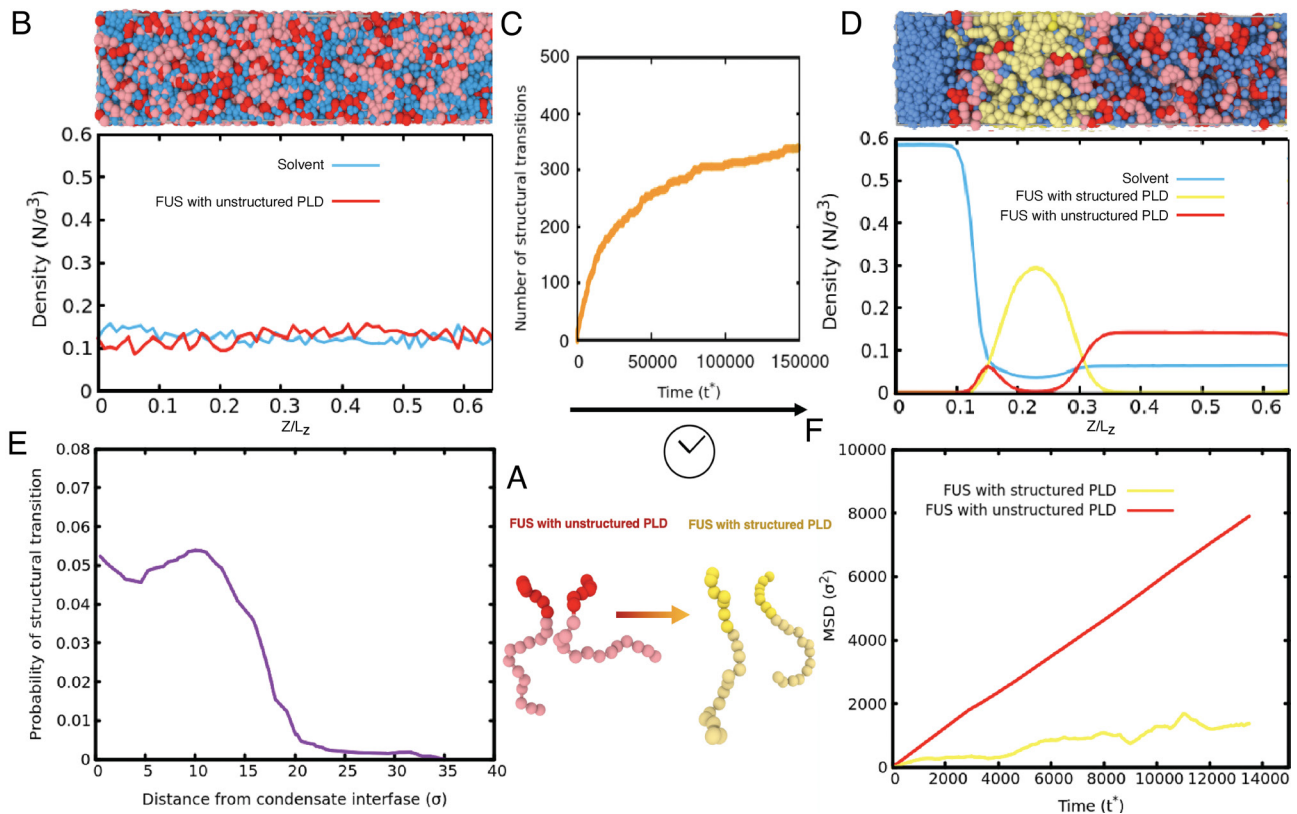 B
0.6
0.5
0.4
0.3
0.2
0.1
0
Density (N/σ³)
Solvent
FUS with unstructured PLD
0 0.1 0.2 0.3 0.4 0.5 0.6
Z/LZ
C
500
400
300
200
100
0
Number of structural transitions
0 50000 100000 150000
Time (t*)
D
0.6
0.5
0.4
0.3
0.2
0.1
0
Density (N/σ³)
Solvent
FUS with structured PLD
FUS with unstructured PLD
0 0.1 0.2 0.3 0.4 0.5 0.6
Z/LZ
E
0.08
0.07
0.06
0.05
0.04
0.03
0.02
0.01
0
Probability of structural transition
0 5 10 15 20 25 30 35 40
Distance from condensate interfase (σ)
A
FUS with unstructured PLD
FUS with structured PLD
F
10000
8000
6000
4000
2000
0
MSD (σ²)
FUS with structured PLD
FUS with unstructured PLD
0 2000 4000 6000 8000 10000 12000 14000
Time (t*)